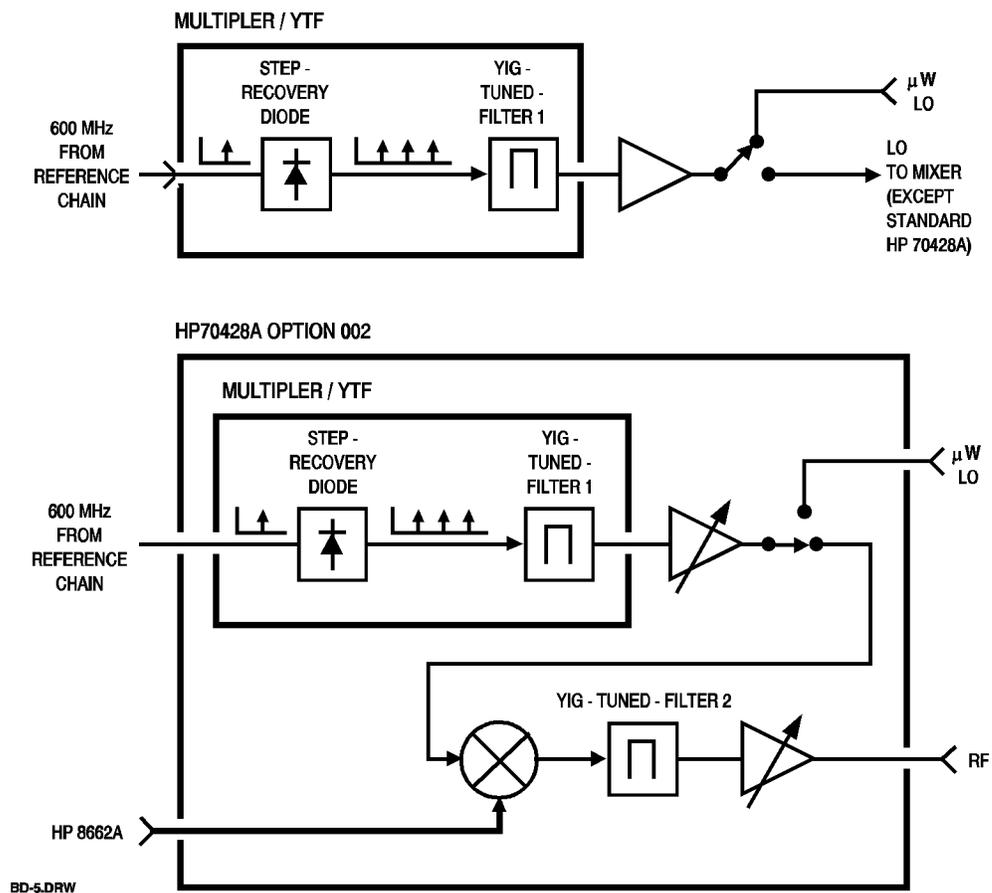 MULTIPLER / YTF
STEP -
RECOVERY
DIODE
YIG -
TUNED -
FILTER 1
600 MHz
FROM
REFERENCE
CHAIN
μW
LO
LO
TO MIXER
(EXCEPT
STANDARD
HP 70428A)
HP70428A OPTION 002
MULTIPLER / YTF
STEP -
RECOVERY
DIODE
YIG -
TUNED -
FILTER 1
600 MHz
FROM
REFERENCE
CHAIN
μW
LO
YIG - TUNED - FILTER 2
RF
HP 8662A
BD-5.DRW